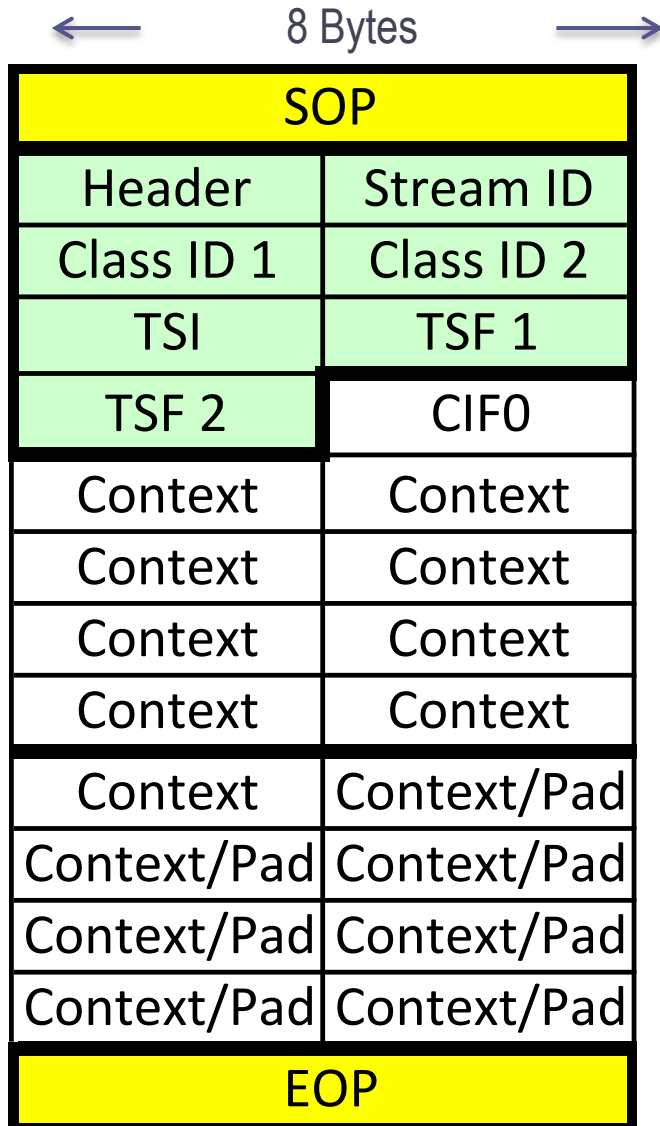 8 Bytes
SOP
Header Stream ID
Class ID 1 Class ID 2
TSI TSF 1
TSF 2 CIF0
Context Context
Context Context
Context Context
Context Context
Context Context/Pad
Context/Pad Context/Pad
Context/Pad Context/Pad
Context/Pad Context/Pad
EOP